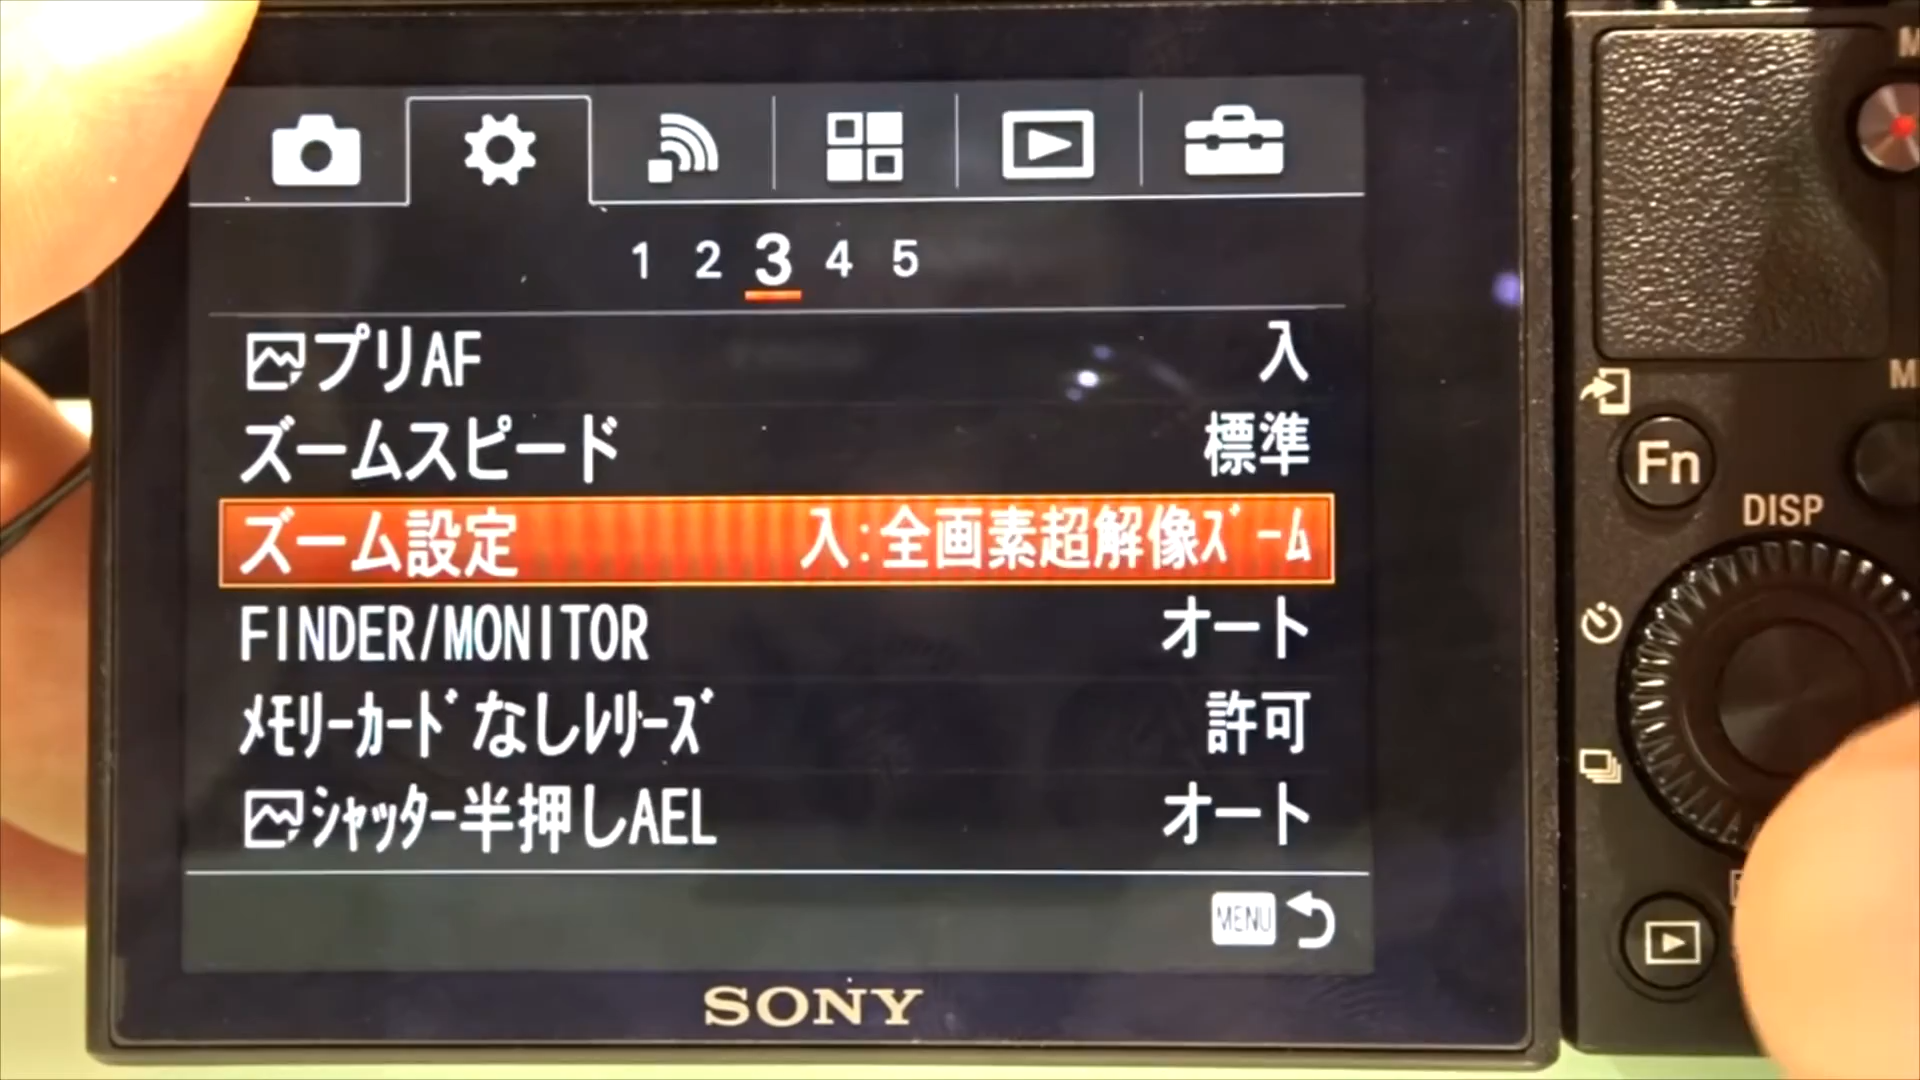 1 2 3 4 5
プリAF 入
ズームスピード 標準
ズーム設定 入:全画素超解像ズーム
FINDER/MONITOR オート
メモリーカードなしレリーズ 許可
シャッター半押しAEL オート
MENU
SONY
Fn
DISP